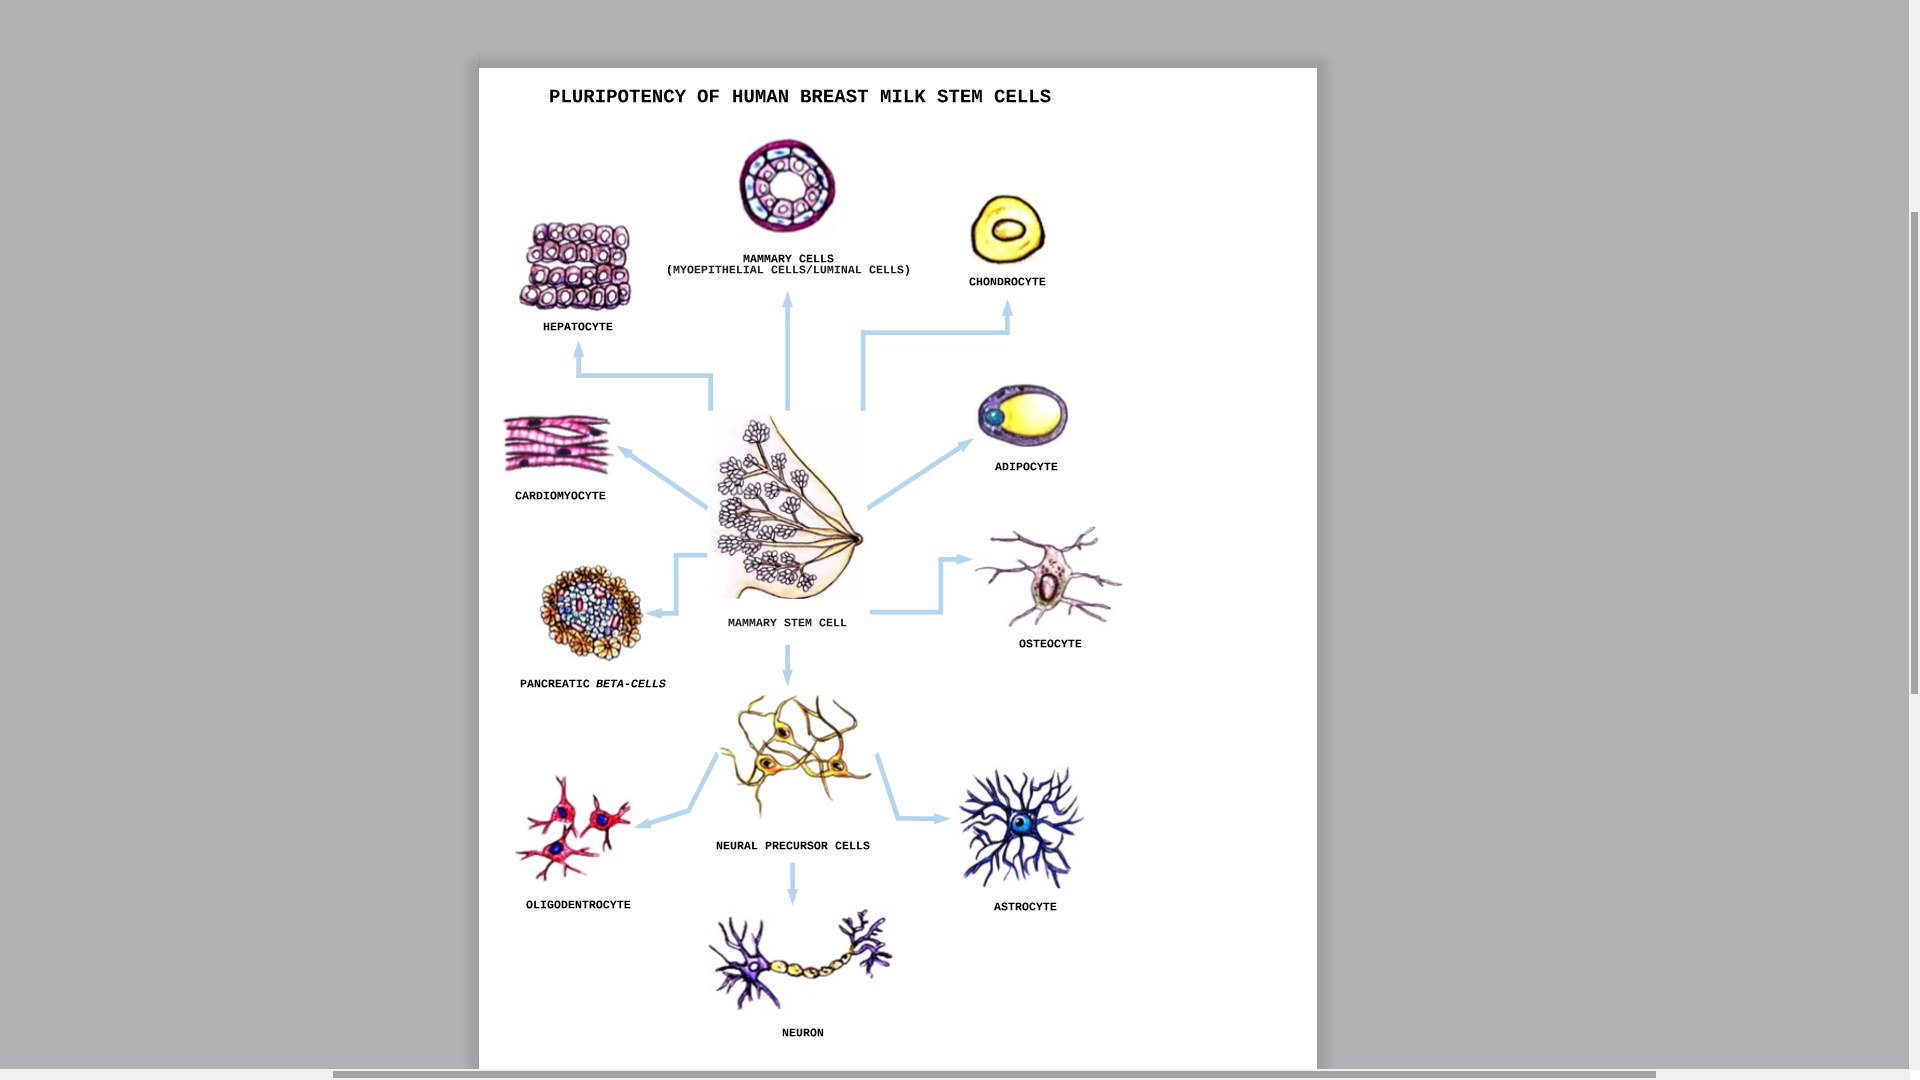 PLURIPOTENCY OF HUMAN BREAST MILK STEM CELLS
MAMMARY CELLS
(MYOEPITHELIAL CELLS/LUMINAL CELLS)
CHONDROCYTE
HEPATOCYTE
ADIPOCYTE
CARDIOMYOCYTE
MAMMARY STEM CELL
OSTEOCYTE
PANCREATIC BETA-CELLS
NEURAL PRECURSOR CELLS
OLIGODENTROCYTE
ASTROCYTE
NEURON